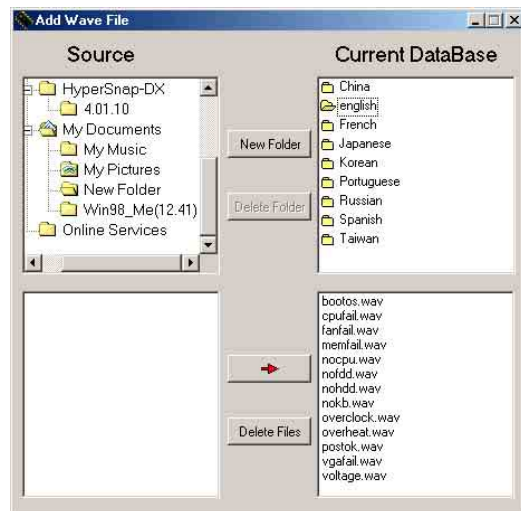 Add Wave File
Source
Current DataBase
HyperSnap-DX
4.01.10
My Documents
My Music
My Pictures
New Folder
Win98_Me(12.41)
Online Services
New Folder
Delete Folder
China
english
French
Japanese
Korean
Portuguese
Russian
Spanish
Taiwan
Delete Files
bootos.wav
cpufail.wav
fanfail.wav
memfail.wav
nocpu.wav
nofdd.wav
nohdd.wav
nokb.wav
overclock.wav
overheat.wav
postok.wav
vgafail.wav
voltage.wav